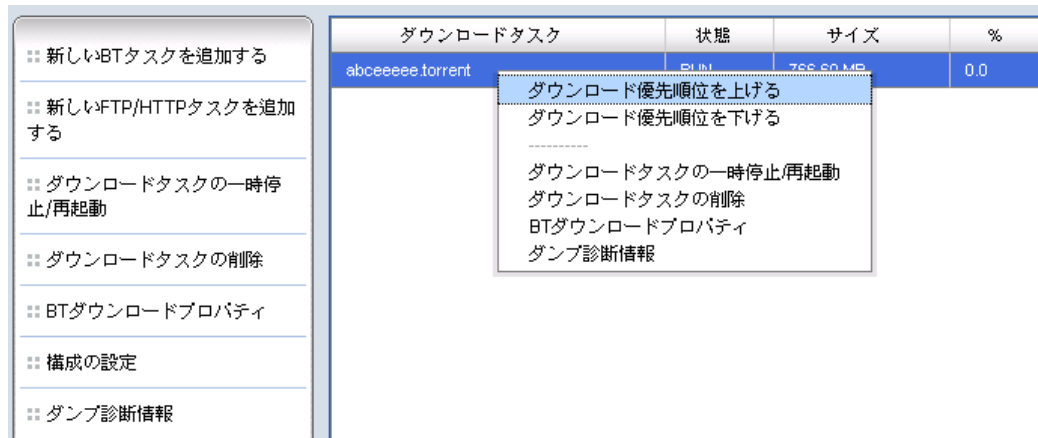 新しいBTタスクを追加する
新しいFTP/HTTPタスクを追加
する
ダウンロードタスクの一時停
止/再起動
ダウンロードタスクの削除
BTダウンロードプロパティ
構成の設定
ダンプ診断情報
ダウンロードタスク 状態 サイズ %
abceeeee.torrent RUN 766.60 MB 0.0
ダウンロード優先順位を上げる
ダウンロード優先順位を下げる
----------
ダウンロードタスクの一時停止/再起動
ダウンロードタスクの削除
BTダウンロードプロパティ
ダンプ診断情報